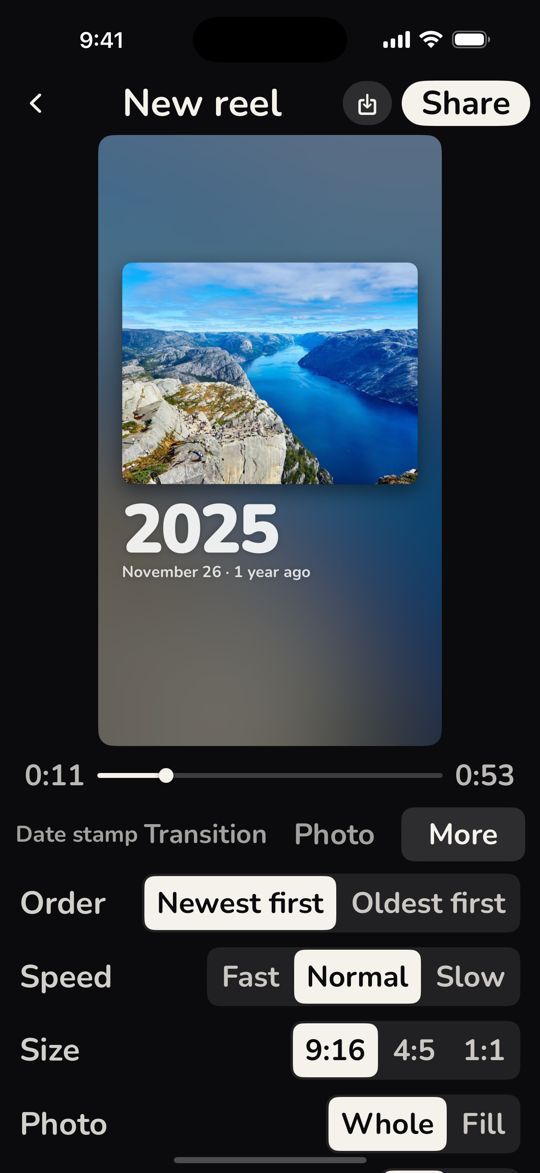 9:41
New reel
Share
2025
November 26 · 1 year ago
0:11
0:53
Date stamp Transition Photo More
Order Newest first Oldest first
Speed Fast Normal Slow
Size 9:16 4:5 1:1
Photo Whole Fill